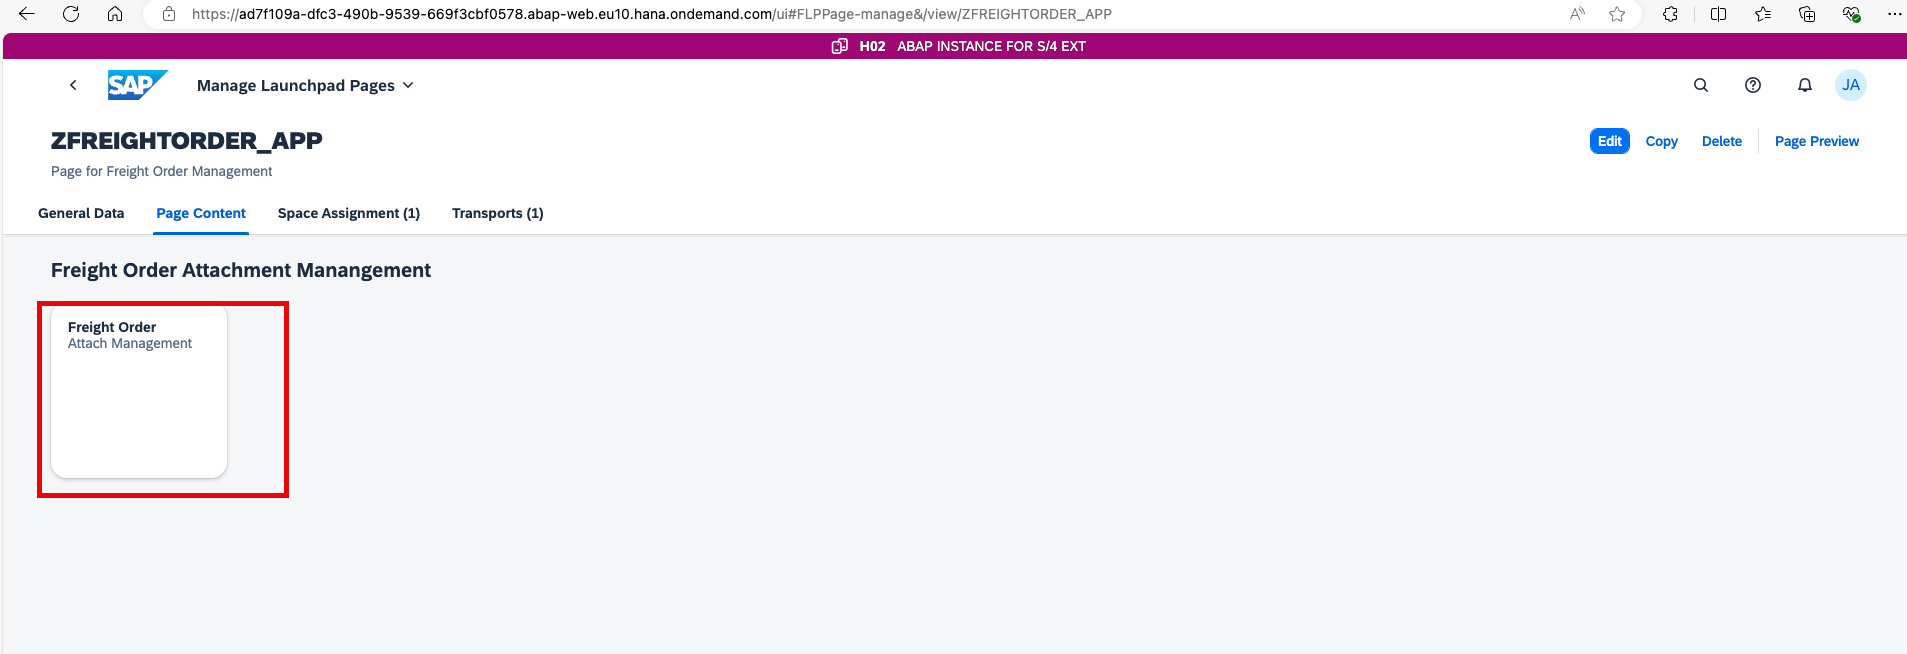 https://ad7f109a-dfc3-490b-9539-669f3cbf0578.abap-web.eu10.hana.ondemand.com/ui#FLPPage-manage&/view/ZFREIGHTORDER_APP
H02 ABAP INSTANCE FOR S/4 EXT
SAP Manage Launchpad Pages JA
ZFREIGHTORDER_APP Edit Copy Delete Page Preview
Page for Freight Order Management
General Data Page Content Space Assignment (1) Transports (1)
Freight Order Attachment Manangement
Freight Order
Attach Management